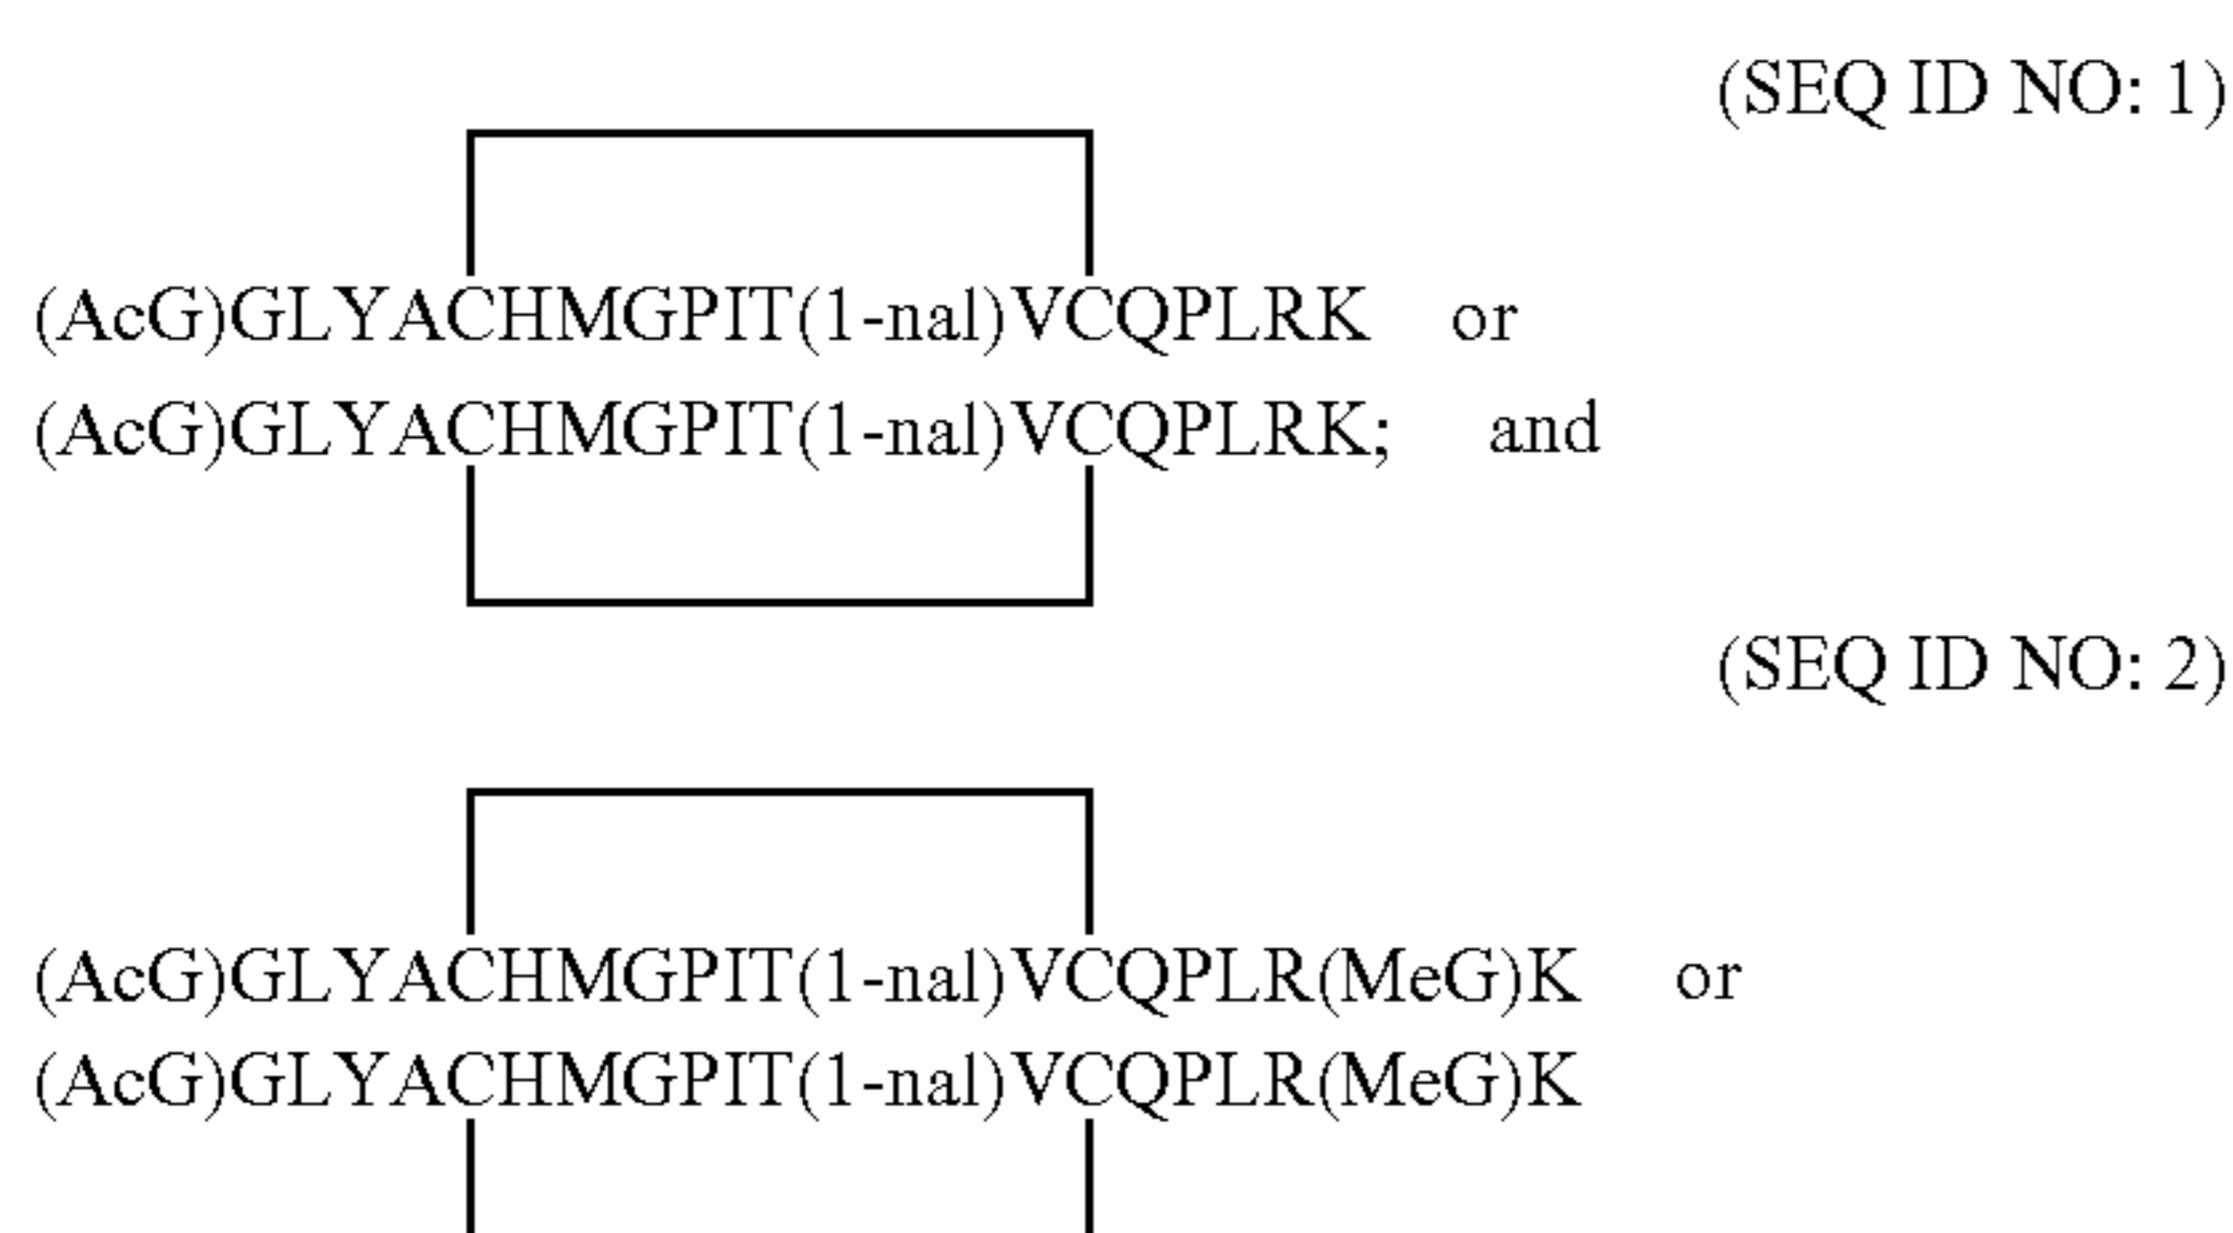 (SEQ ID NO: 1)
(AcG)GLYACHMGPIT(1-nal)VCQPLRK or
(AcG)GLYACHMGPIT(1-nal)VCQPLRK; and
(SEQ ID NO: 2)
(AcG)GLYACHMGPIT(1-nal)VCQPLR(MeG)K or
(AcG)GLYACHMGPIT(1-nal)VCQPLR(MeG)K